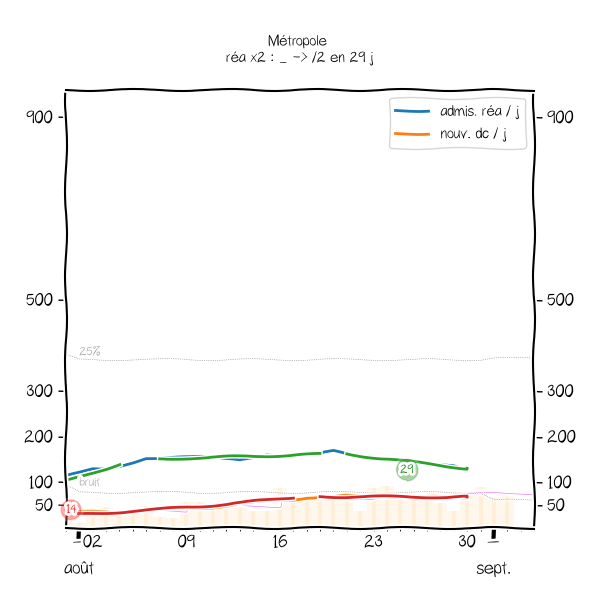 Métropole
réa x2 : _ -> /2 en 29 j
admis. réa / j
nouv. dc / j
900
900
500
500
25%
300
300
200
200
29
100
bruit
100
50
14
50
02
09
16
23
30
août
sept.